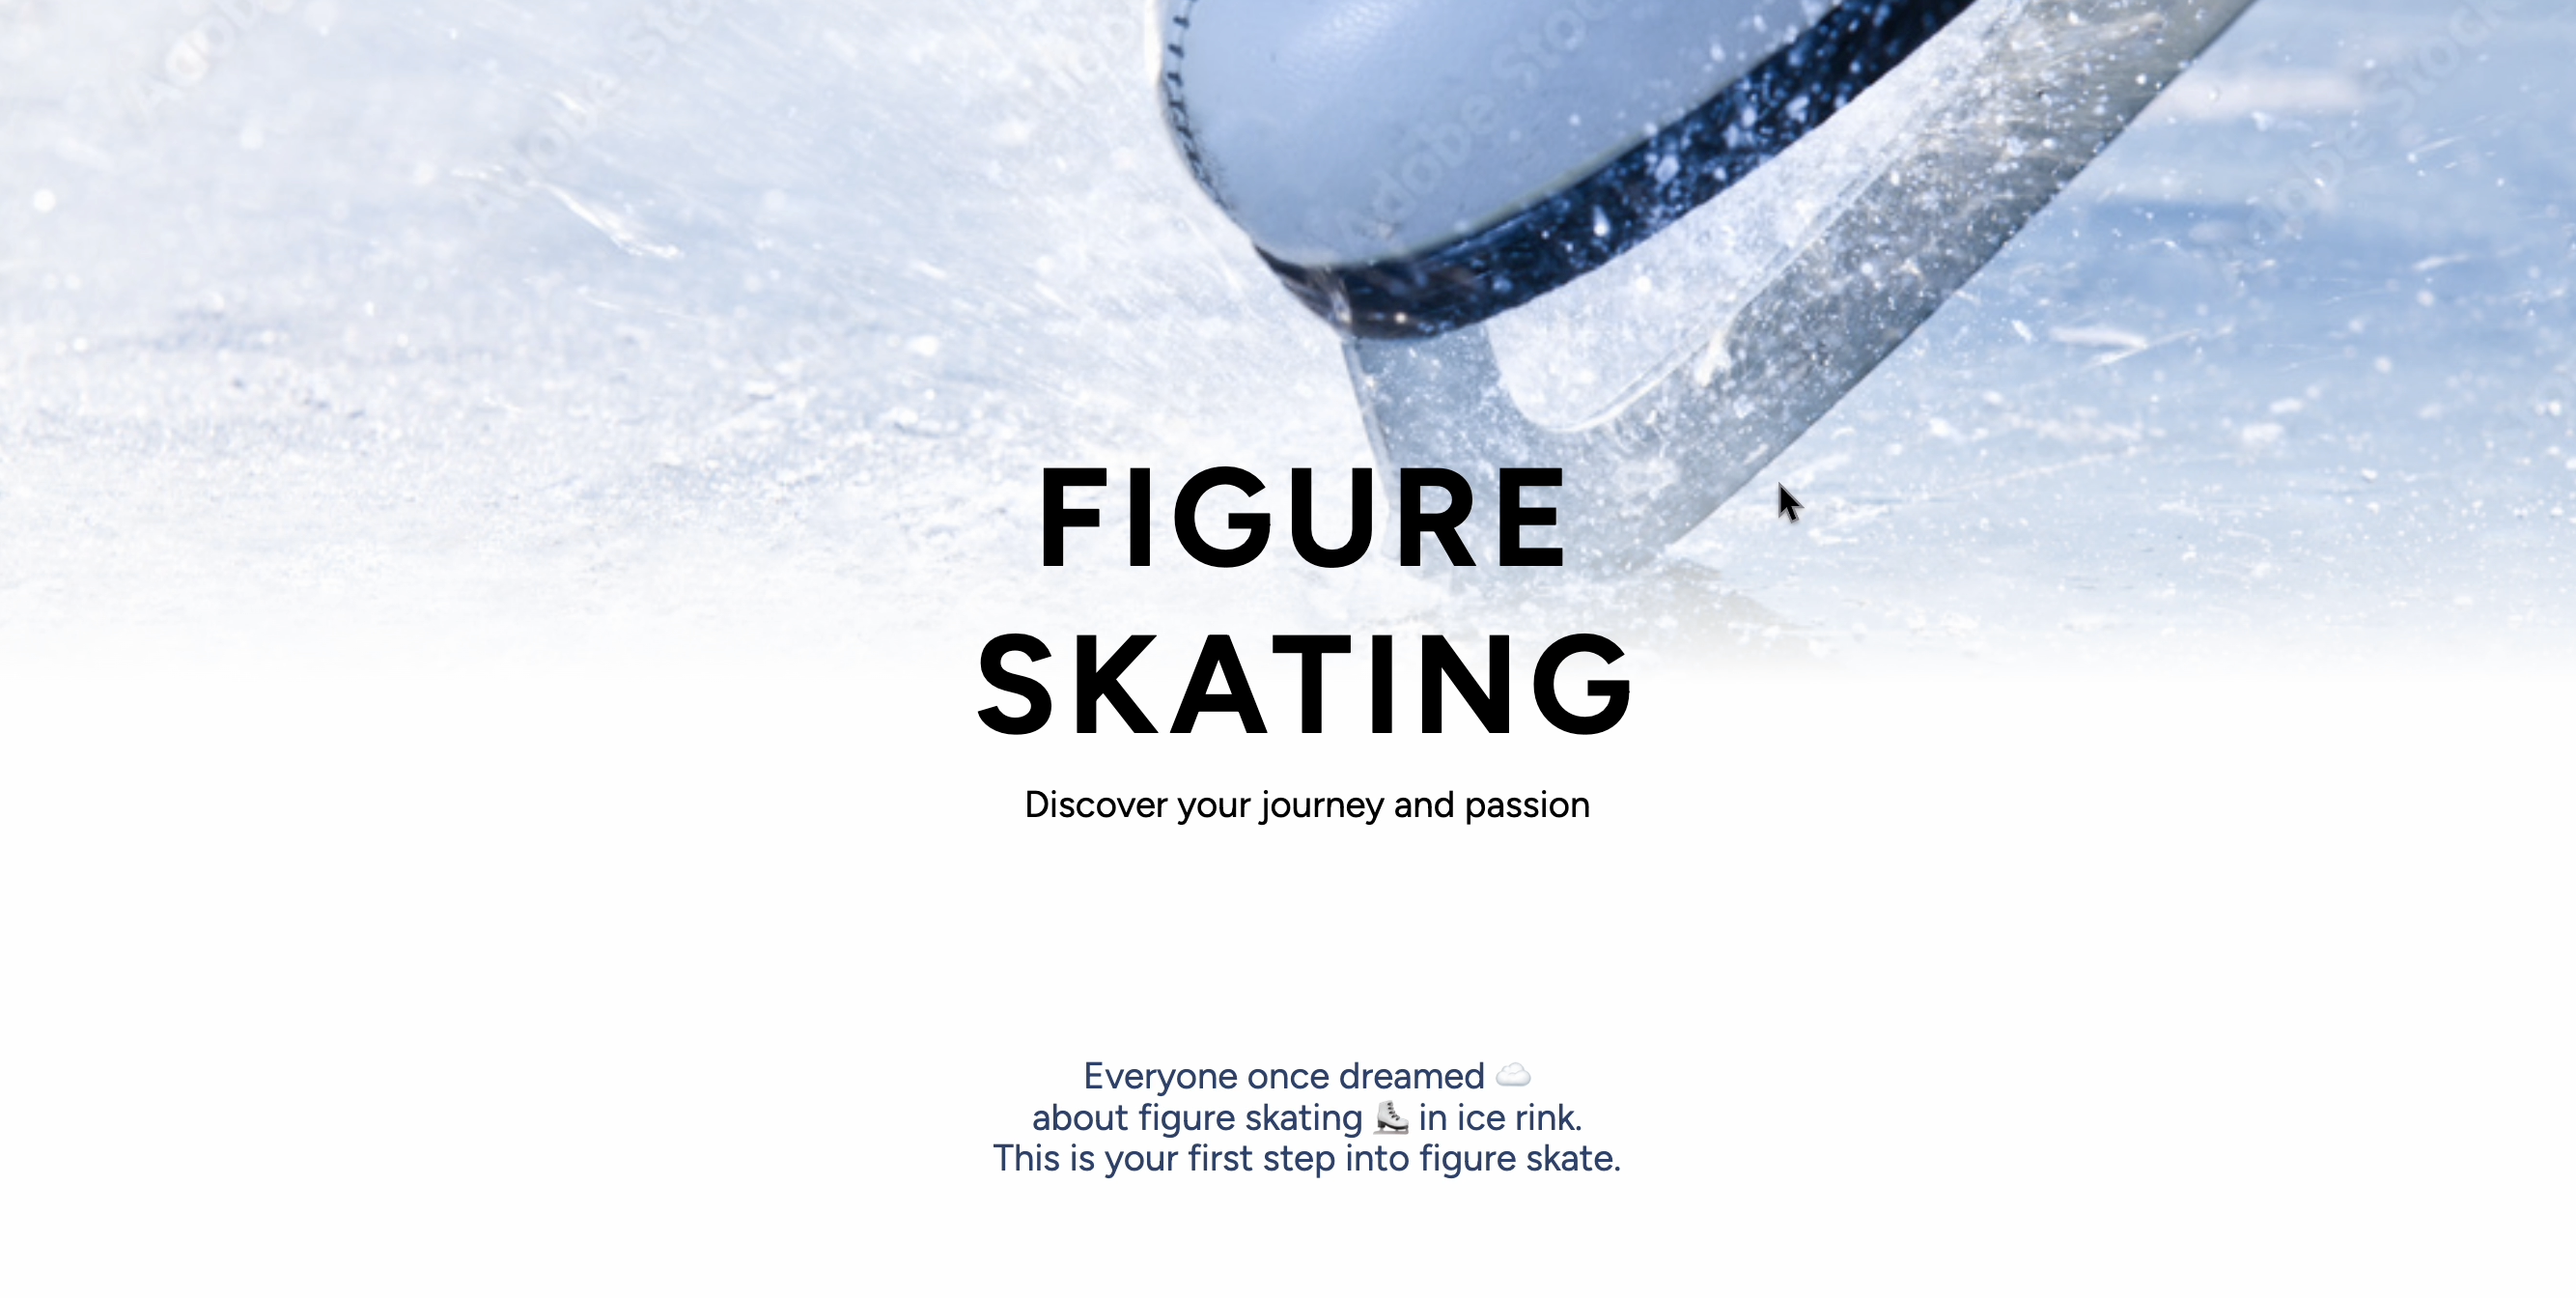 FIGURE
SKATING
Discover your journey and passion
Everyone once dreamed ☁️
about figure skating ⛸️ in ice rink.
This is your first step into figure skate.